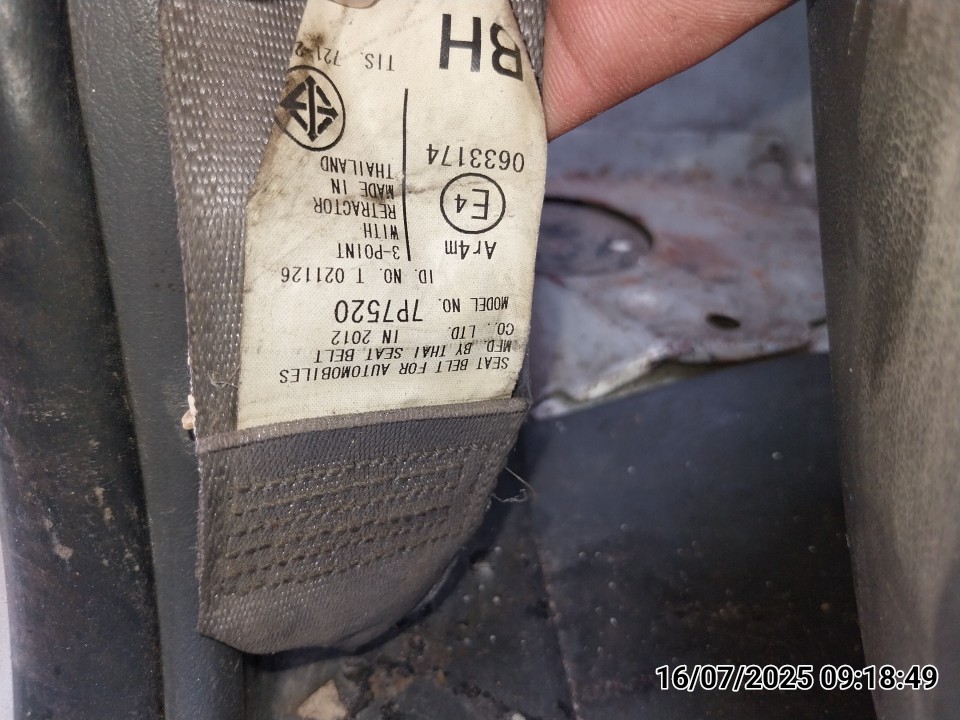 SEAT BELT FOR AUTOMOBILES
MFD. BY THAI SEAT BELT
CO., LTD. IN 2012
MODEL NO. 7P7520
ID. NO. T 021126
Ar4m
E4
0633174
3-POINT
WITH
RETRACTOR
MADE IN
THAILAND
TIS. 721-2
BH
16/07/2025 09:18:49